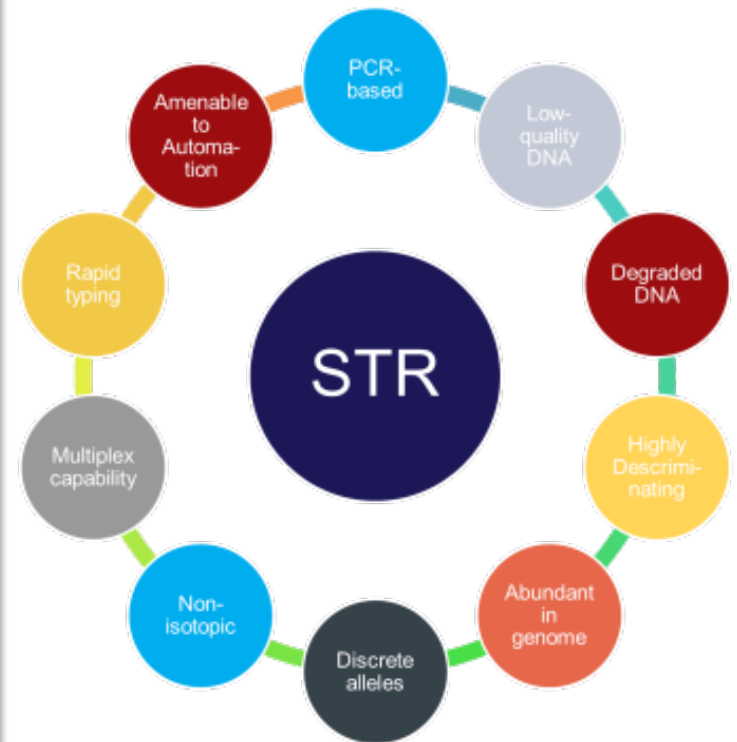 PCR-
based
Low-
quality
DNA
Degraded
DNA
Highly
Descrimi-
nating
Abundant
in
genome
Discrete
alleles
Non-
isotopic
Multiplex
capability
Rapid
typing
Amenable
to
Automa-
tion
STR